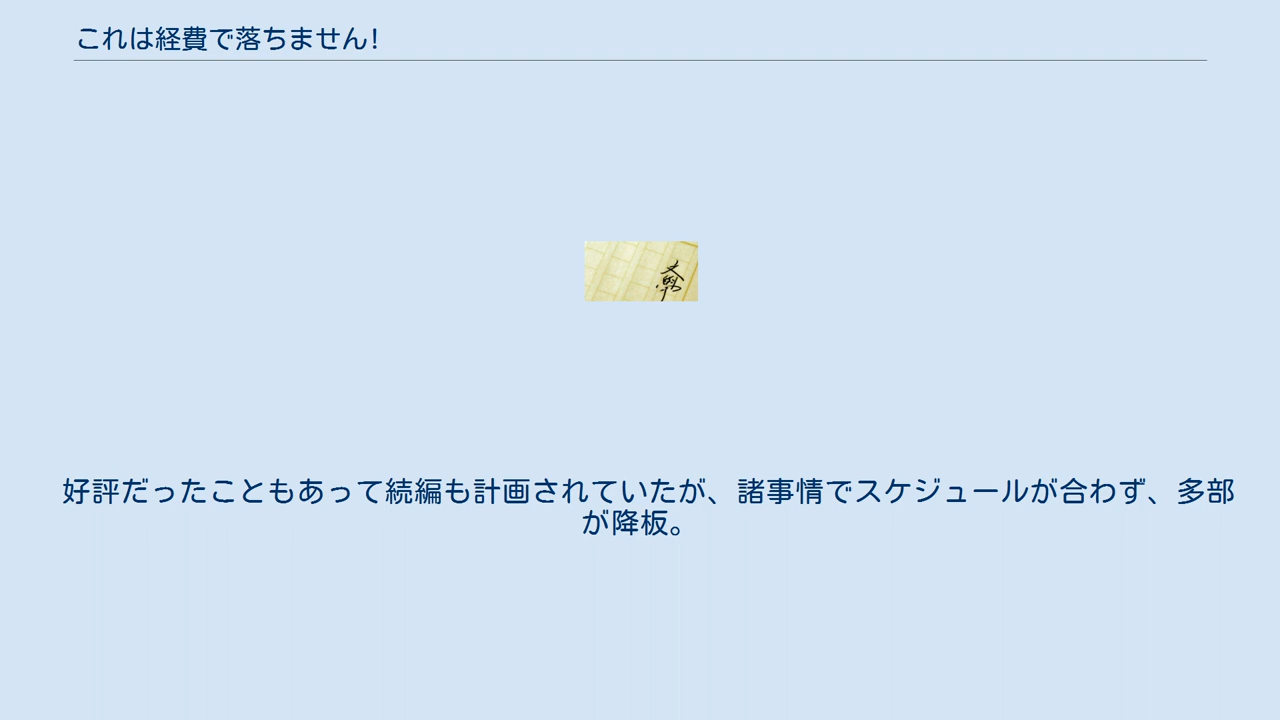 これは経費で落ちません!
好評だったこともあって続編も計画されていたが、諸事情でスケジュールが合わず、多部
が降板。